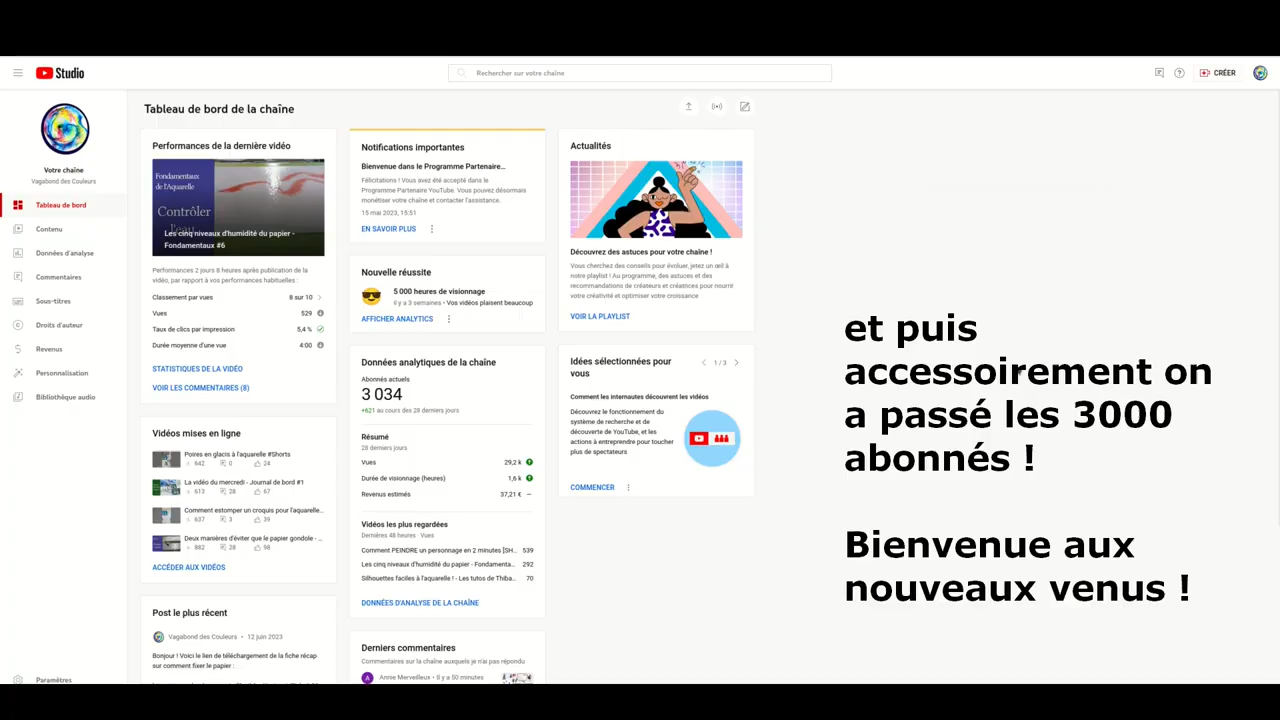 Studio
Rechercher sur votre chaîne
CRÉER
Votre chaîne
Vagabond des Couleurs
Tableau de bord
Contenu
Données d'analyse
Commentaires
Sous-titres
Droits d'auteur
Revenus
Personnalisation
Bibliothèque audio
Paramètres
Tableau de bord de la chaîne
Performances de la dernière vidéo
Fondamentaux
de l'Aquarelle
Contrôler
l'eau
Les cinq niveaux d'humidité du papier -
Fondamentaux #6
Performances 2 jours 8 heures après publication de la
vidéo, par rapport à vos performances habituelles :
Classement par vues 8 sur 10
Vues 529
Taux de clics par impression 5,4 %
Durée moyenne d'une vue 4:00
STATISTIQUES DE LA VIDÉO
VOIR LES COMMENTAIRES (8)
Vidéos mises en ligne
Poires en glacis à l'aquarelle #Shorts
642 0 24
La vidéo du mercredi - Journal de bord #1
613 28 67
Comment estomper un croquis pour l'aquarelle...
637 3 39
Deux manières d'éviter que le papier gondole - ...
882 28 98
ACCÉDER AUX VIDÉOS
Post le plus récent
Vagabond des Couleurs • 12 juin 2023
Bonjour ! Voici le lien de téléchargement de la fiche récap
sur comment fixer le papier :
Notifications importantes
Bienvenue dans le Programme Partenaire...
Félicitations ! Vous avez été accepté dans le
Programme Partenaire YouTube. Vous pouvez désormais
monétiser votre chaîne et contacter l'assistance.
15 mai 2023, 15:51
EN SAVOIR PLUS
Nouvelle réussite
5 000 heures de visionnage
il y a 3 semaines • Vos vidéos plaisent beaucoup
AFFICHER ANALYTICS
Données analytiques de la chaîne
Abonnés actuels
3 034
+621 au cours des 28 derniers jours
Résumé
28 derniers jours
Vues 29,2 k
Durée de visionnage (heures) 1,6 k
Revenus estimés 37,21 € —
Vidéos les plus regardées
Dernières 48 heures · Vues
Comment PEINDRE un personnage en 2 minutes [SH... 539
Les cinq niveaux d'humidité du papier - Fondamenta... 292
Silhouettes faciles à l'aquarelle ! - Les tutos de Thiba... 70
DONNÉES D'ANALYSE DE LA CHAÎNE
Derniers commentaires
Commentaires sur la chaîne auxquels je n'ai pas répondu
A
Annie Merveilleux • Il y a 50 minutes
Actualités
Découvrez des astuces pour votre chaîne !
Vous cherchez des conseils pour évoluer, jetez un œil à
notre playlist ! Au programme, des astuces et des
recommandations de créateurs et créatrices pour nourrir
votre créativité et optimiser votre croissance
VOIR LA PLAYLIST
Idées sélectionnées pour
vous
1 / 3
Comment les internautes découvrent les vidéos
Découvrez le fonctionnement du
système de recherche et de
découverte de YouTube, et les
actions à entreprendre pour toucher
plus de spectateurs
COMMENCER
et puis
accessoirement on
a passé les 3000
abonnés !
Bienvenue aux
nouveaux venus !